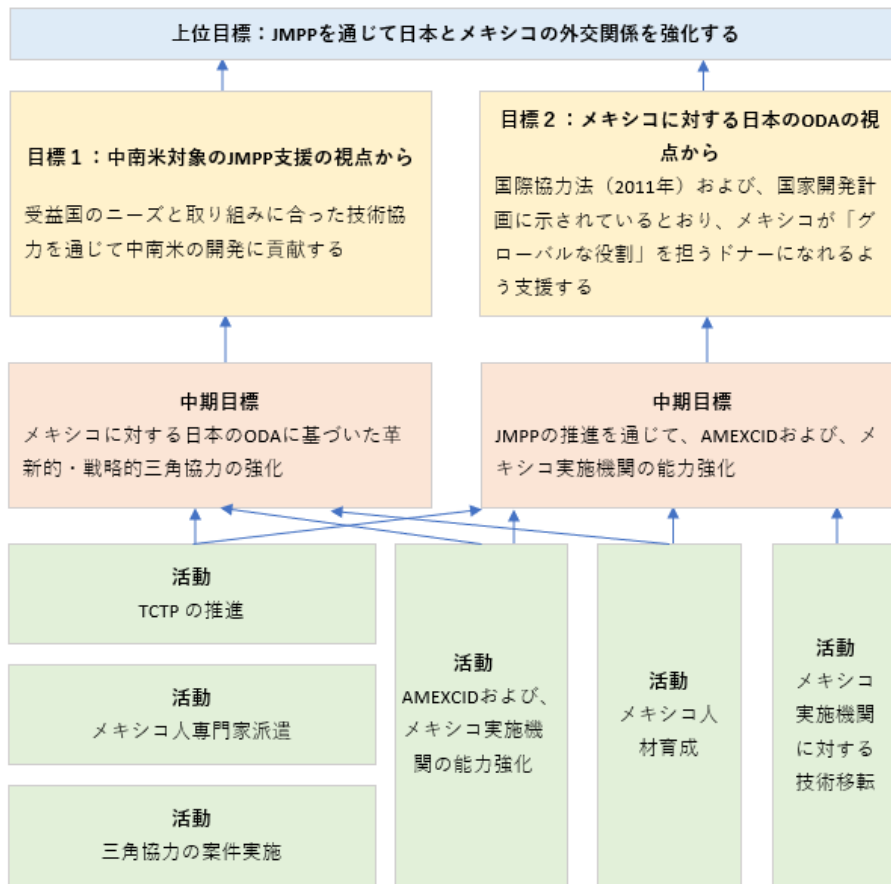 上位目標：JMPPを通じて日本とメキシコの外交関係を強化する
目標１：中南米対象のJMPP支援の視点から
受益国のニーズと取り組みに合った技術協
力を通じて中南米の開発に貢献する
目標２：メキシコに対する日本のODAの視
点から
国際協力法（2011年）および、国家開発計
画に示されているとおり、メキシコが「グ
ローバルな役割」を担うドナーになれるよ
う支援する
中期目標
メキシコに対する日本のODAに基づいた革
新的・戦略的三角協力の強化
中期目標
JMPPの推進を通じて、AMEXCIDおよび、メ
キシコ実施機関の能力強化
活動
TCTP の推進
活動
メキシコ人専門家派遣
活動
三角協力の案件実施
活動
AMEXCIDおよび、
メキシコ実施機
関の能力強化
活動
メキシコ人
材育成
活動
メキシコ
実施機関
に対する
技術移転